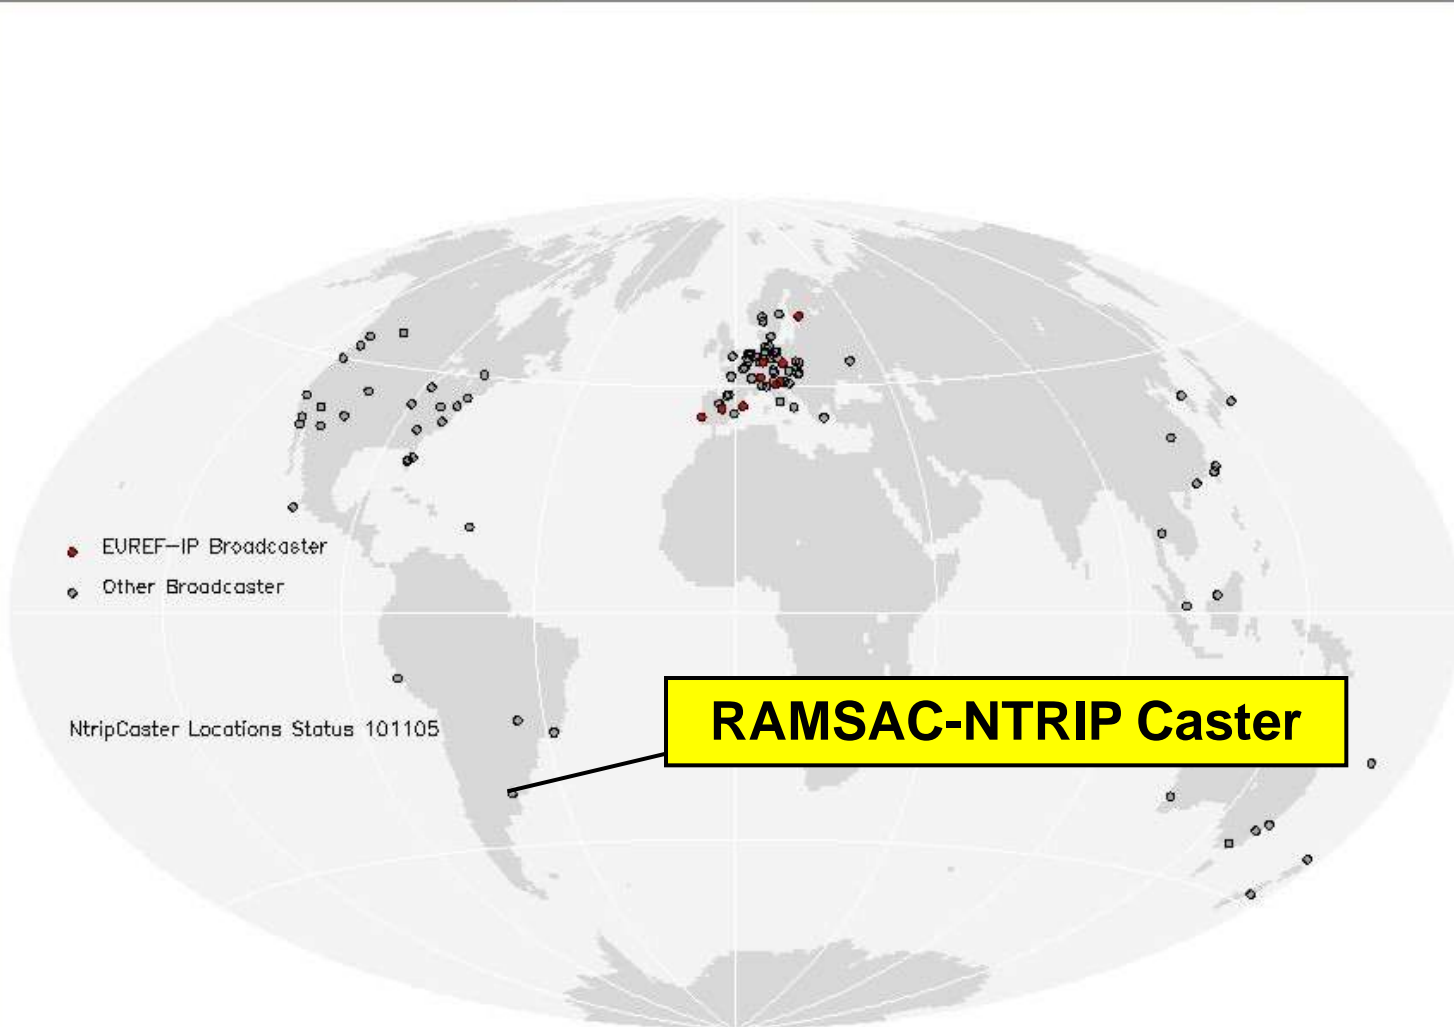 EUREF-IP Broadcaster
Other Broadcaster
NtripCaster Locations Status 101105
RAMSAC-NTRIP Caster